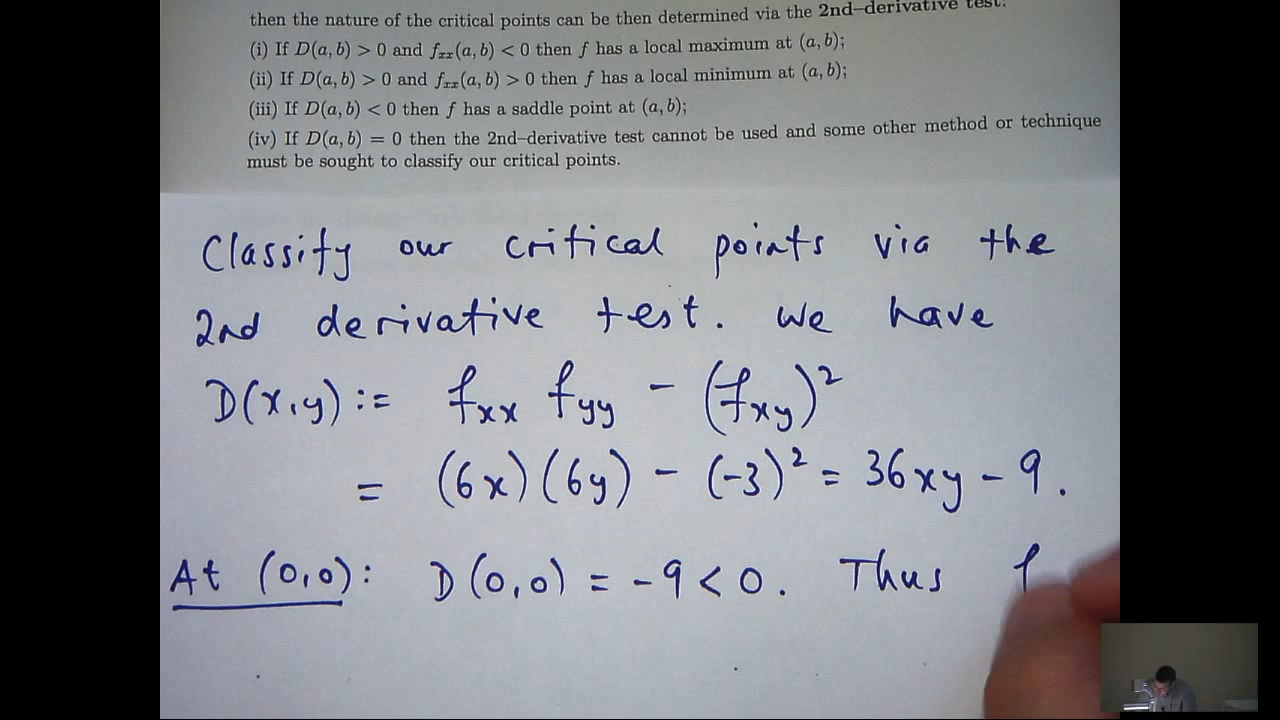 then the nature of the critical points can be then determined via the 2nd–derivative test:
(i) If D(a, b) > 0 and fₓₓ(a, b) < 0 then f has a local maximum at (a, b);
(ii) If D(a, b) > 0 and fₓₓ(a, b) > 0 then f has a local minimum at (a, b);
(iii) If D(a, b) < 0 then f has a saddle point at (a, b);
(iv) If D(a, b) = 0 then the 2nd–derivative test cannot be used and some other method or technique
must be sought to classify our critical points.
Classify our critical points via the
2nd derivative test. We have
D(x,y) := f_xx f_yy - (f_xy)²
= (6x)(6y) - (-3)² = 36xy - 9.
At (0,0): D(0,0) = -9 < 0. Thus f